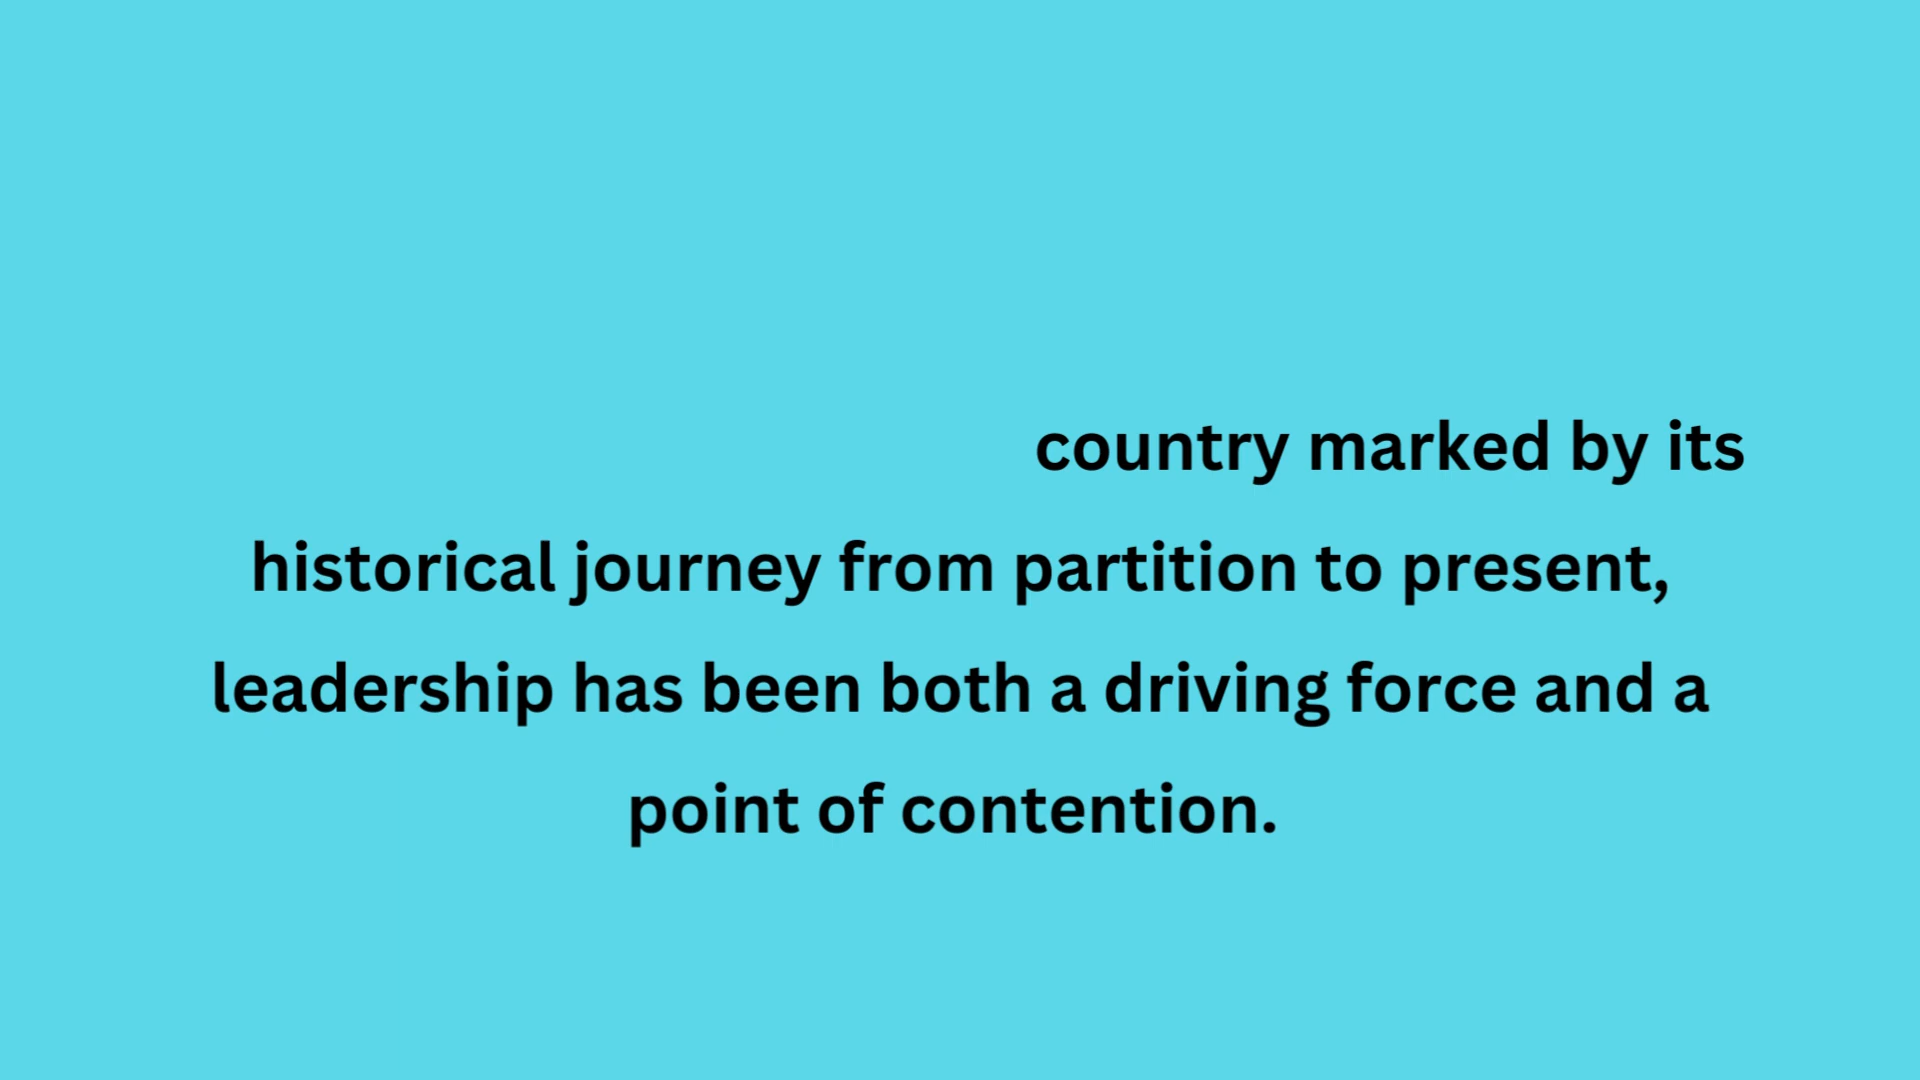 country marked by its
historical journey from partition to present,
leadership has been both a driving force and a
point of contention.